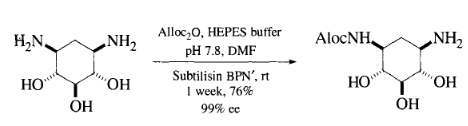 H₂N NH₂
HO OH
OH
Alloc₂O, HEPES buffer
pH 7.8, DMF
Subtilisin BPN′, rt
1 week, 76%
99% ee
AlocNH NH₂
HO OH
OH